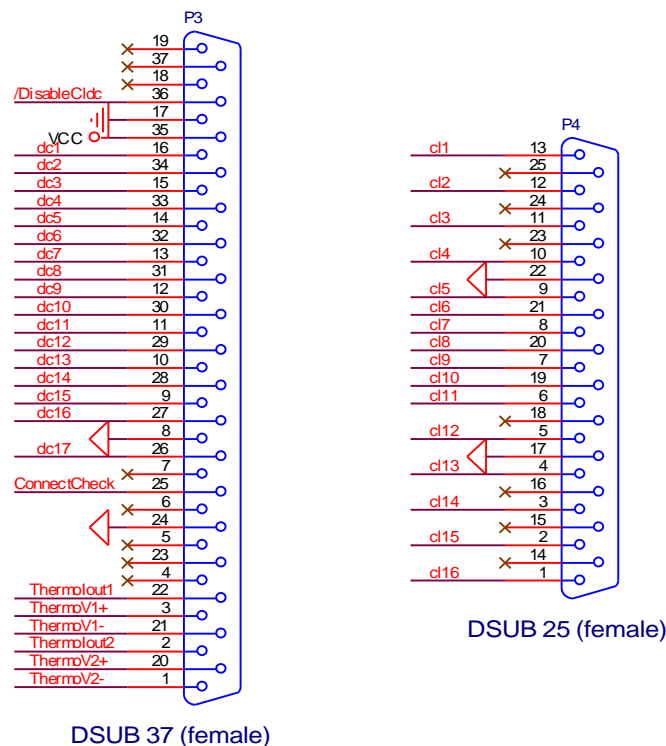 P3
19
37
18
/DisableCldc 36
17
VCC 35
dc1 16
dc2 34
dc3 15
dc4 33
dc5 14
dc6 32
dc7 13
dc8 31
dc9 12
dc10 30
dc11 11
dc12 29
dc13 10
dc14 28
dc15 9
dc16 27
8
dc17 26
7
ConnectCheck 25
6
24
5
23
4
ThermoIout1 22
ThermoV1+ 3
ThermoV1- 21
ThermoIout2 2
ThermoV2+ 20
ThermoV2- 1
DSUB 37 (female)
P4
cl1 13
25
cl2 12
24
cl3 11
23
cl4 10
22
cl5 9
cl6 21
cl7 8
cl8 20
cl9 7
cl10 19
cl11 6
18
cl12 5
17
cl13 4
16
cl14 3
15
cl15 2
14
cl16 1
DSUB 25 (female)